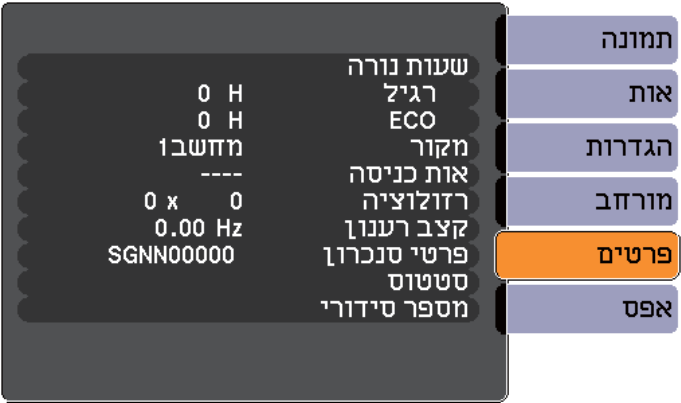 תמונה
אות
הגדרות
מורחב
פרטים
אפס
שעות נורה
רגיל 0 H
ECO 0 H
מקור מחשב1
אות כניסה ----
רזולוציה 0 x 0
קצב רענון 0.00 Hz
פרטי סנכרון SGNN00000
סטטוס
מספר סידורי